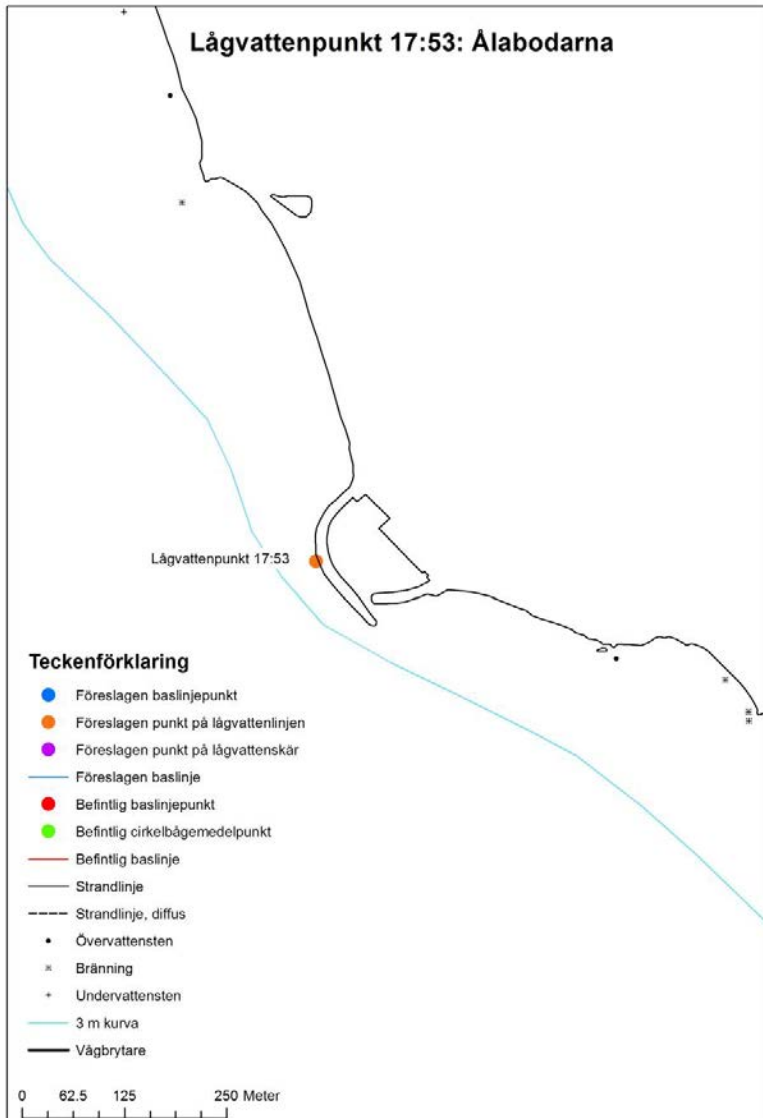 Lågvattenpunkt 17:53: Ålabodarna
Lågvattenpunkt 17:53
Teckenförklaring
Föreslagen baslinjepunkt
Föreslagen punkt på lågvattenlinjen
Föreslagen punkt på lågvattenskär
Föreslagen baslinje
Befintlig baslinjepunkt
Befintlig cirkelbågemedelpunkt
Befintlig baslinje
Strandlinje
Strandlinje, diffus
Övervattensten
Bränning
Undervattensten
3 m kurva
Vågbrytare
0 62.5 125 250 Meter